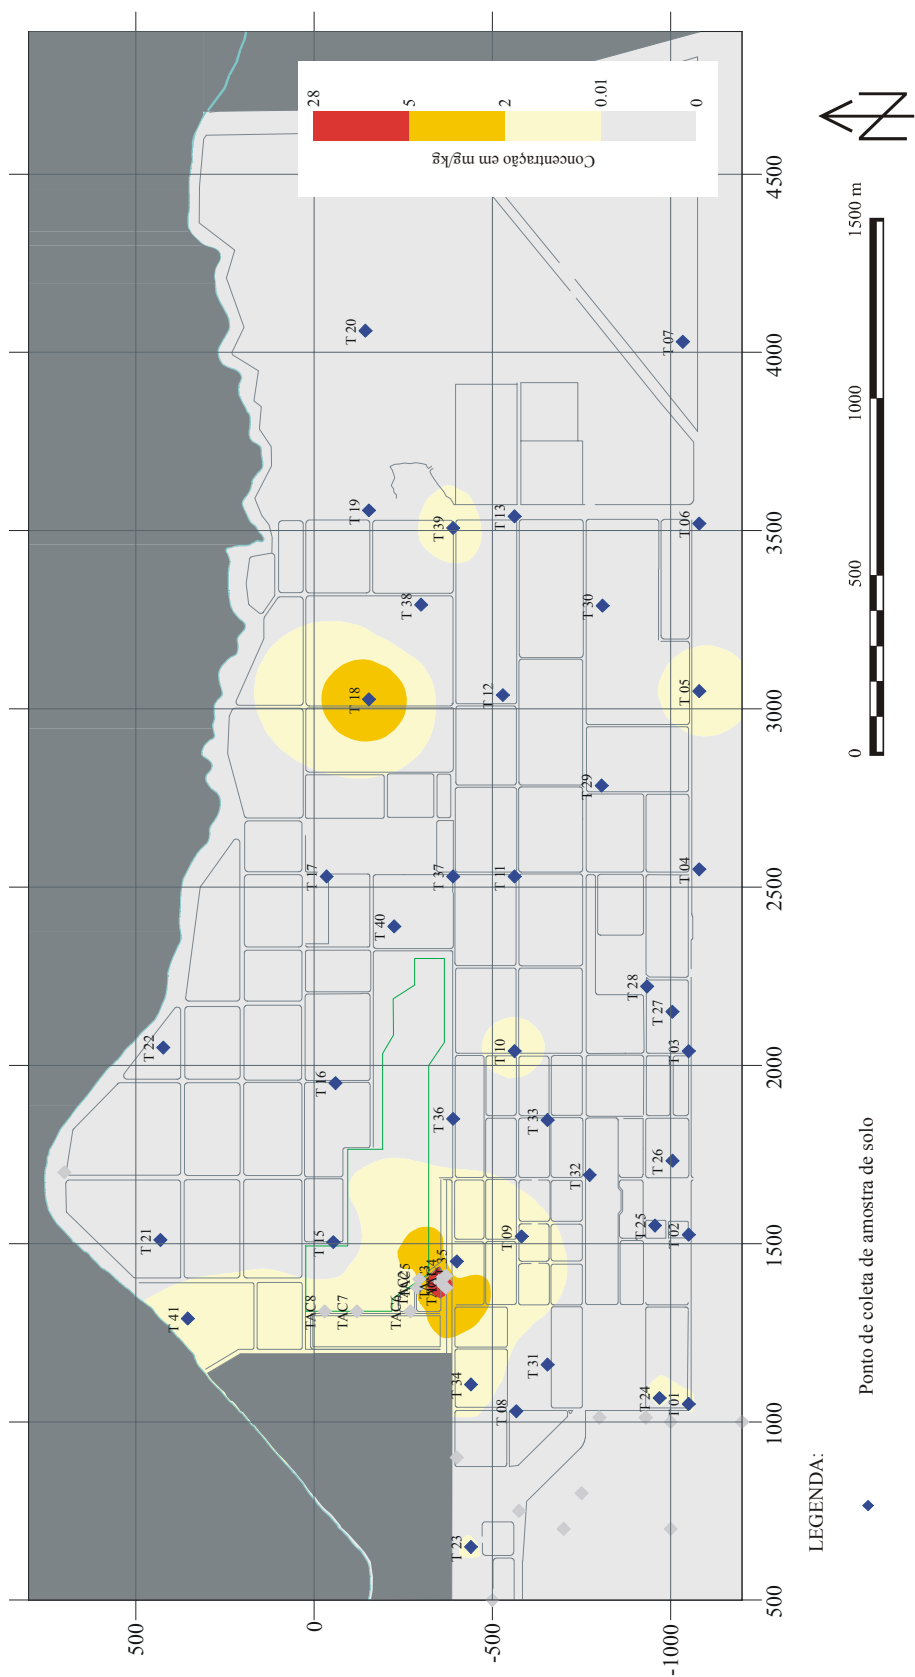 28
5
2
0.01
0
Concentração em mg/kg
T 22
T 21
T 41
T 20
T 19
T 18
T 38
T 39
T 17
T 40
T 37
T 16
T 15
T 36
TAC8
TAC7
T 34
T 35
T 13
T 12
T 11
T 10
T 09
T 08
T 33
T 32
T 31
T 30
T 29
T 28
T 27
T 26
T 25
T 24
T 23
T 07
T 06
T 05
T 04
T 03
T 02
T 01
500
0
-500
-1000
500
1000
1500
2000
2500
3000
3500
4000
4500
0
500
1000
1500 m
N
LEGENDA:
Ponto de coleta de amostra de solo